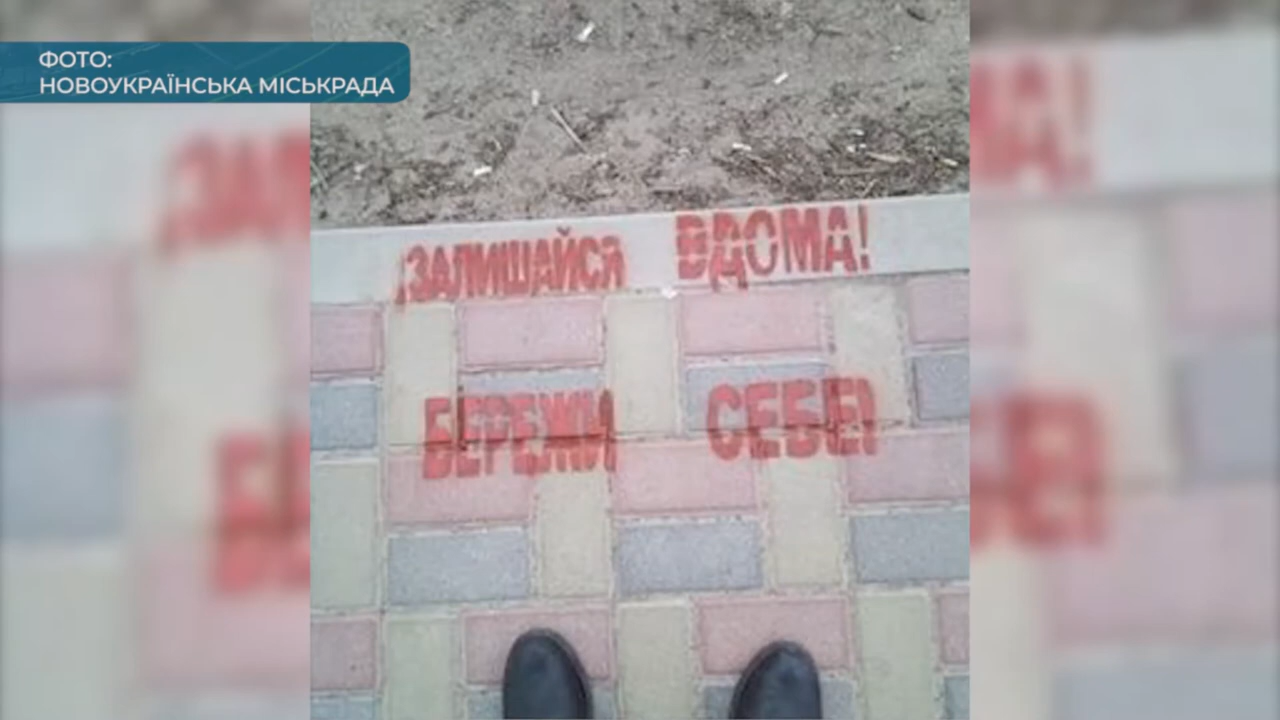 ФОТО:
НОВОУКРАЇНСЬКА МІСЬКРАДА
¡ЗАЛИШАЙСЯ ВДОМА!
БЕРЕЖИ СЕБЕ!